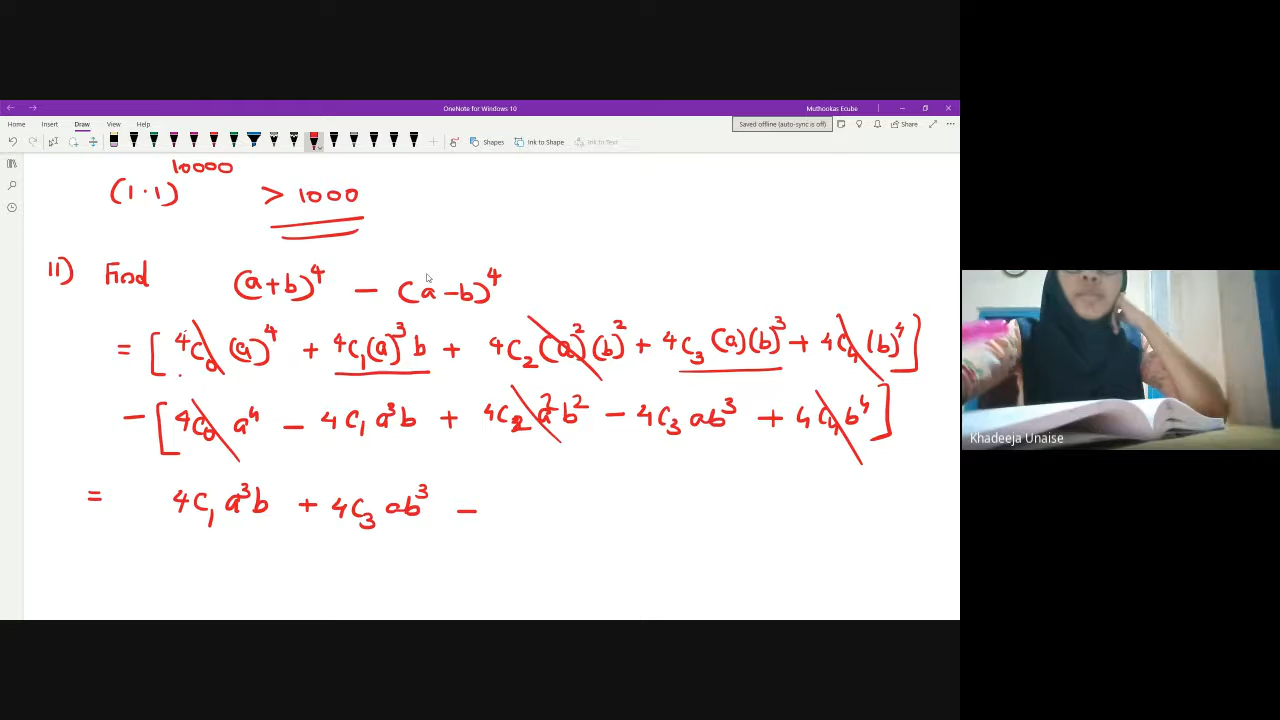 OneNote for Windows 10
Muthookas Ecube
Home Insert Draw View Help
Saved offline (auto-sync is off)
Share
Shapes Ink to Shape Ink to Text
(1·1)^10000 > 1000
11) Find (a+b)^4 − (a−b)^4
= [4C₀(a)^4 + 4C₁(a)^3 b + 4C₂(a)^2(b)^2 + 4C₃(a)(b)^3 + 4C₄(b)^4]
− [4C₀ a^4 − 4C₁ a^3 b + 4C₂ a^2 b^2 − 4C₃ ab^3 + 4C₄ b^4]
= 4C₁ a^3 b + 4C₃ ab^3 −
Khadeeja Unaise